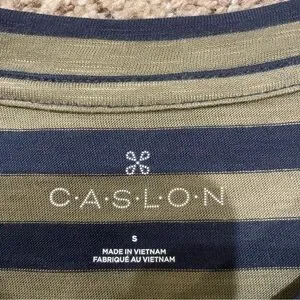 C·A·S·L·O·N
S
MADE IN VIETNAM
FABRIQUÉ AU VIETNAM